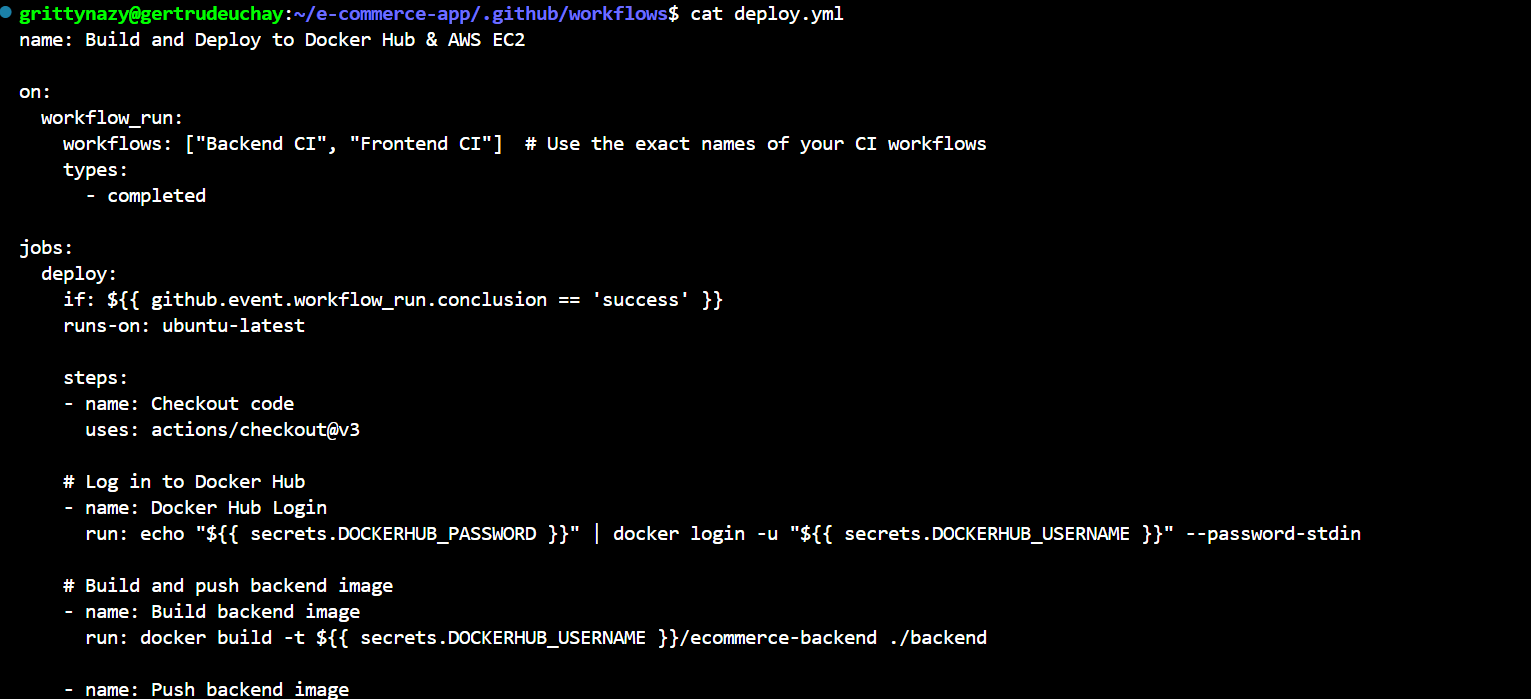 grittynazy@gertrudeuchay:~/e-commerce-app/.github/workflows$ cat deploy.yml
name: Build and Deploy to Docker Hub & AWS EC2
on:
  workflow_run:
    workflows: ["Backend CI", "Frontend CI"]  # Use the exact names of your CI workflows
    types:
      - completed
jobs:
  deploy:
    if: ${{ github.event.workflow_run.conclusion == 'success' }}
    runs-on: ubuntu-latest
    steps:
    - name: Checkout code
      uses: actions/checkout@v3
    # Log in to Docker Hub
    - name: Docker Hub Login
      run: echo "${{ secrets.DOCKERHUB_PASSWORD }}" | docker login -u "${{ secrets.DOCKERHUB_USERNAME }}" --password-stdin
    # Build and push backend image
    - name: Build backend image
      run: docker build -t ${{ secrets.DOCKERHUB_USERNAME }}/ecommerce-backend ./backend
    - name: Push backend image